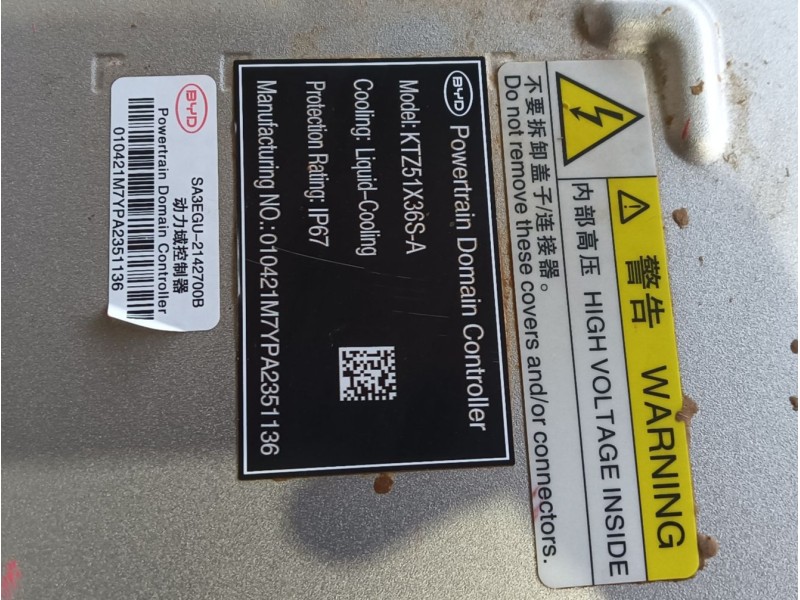 BYD
SA3EGU-2142700B
动力域控制器
Powertrain Domain Controller
010421M7YPA2351136
BYD Powertrain Domain Controller
Model: KTZ51X36S-A
Cooling: Liquid-Cooling
Protection Rating: IP67
Manufacturing NO.:010421M7YPA2351136
警告 WARNING
内部高压 HIGH VOLTAGE INSIDE
不要拆卸盖子/连接器。
Do not remove these covers and/or connectors.